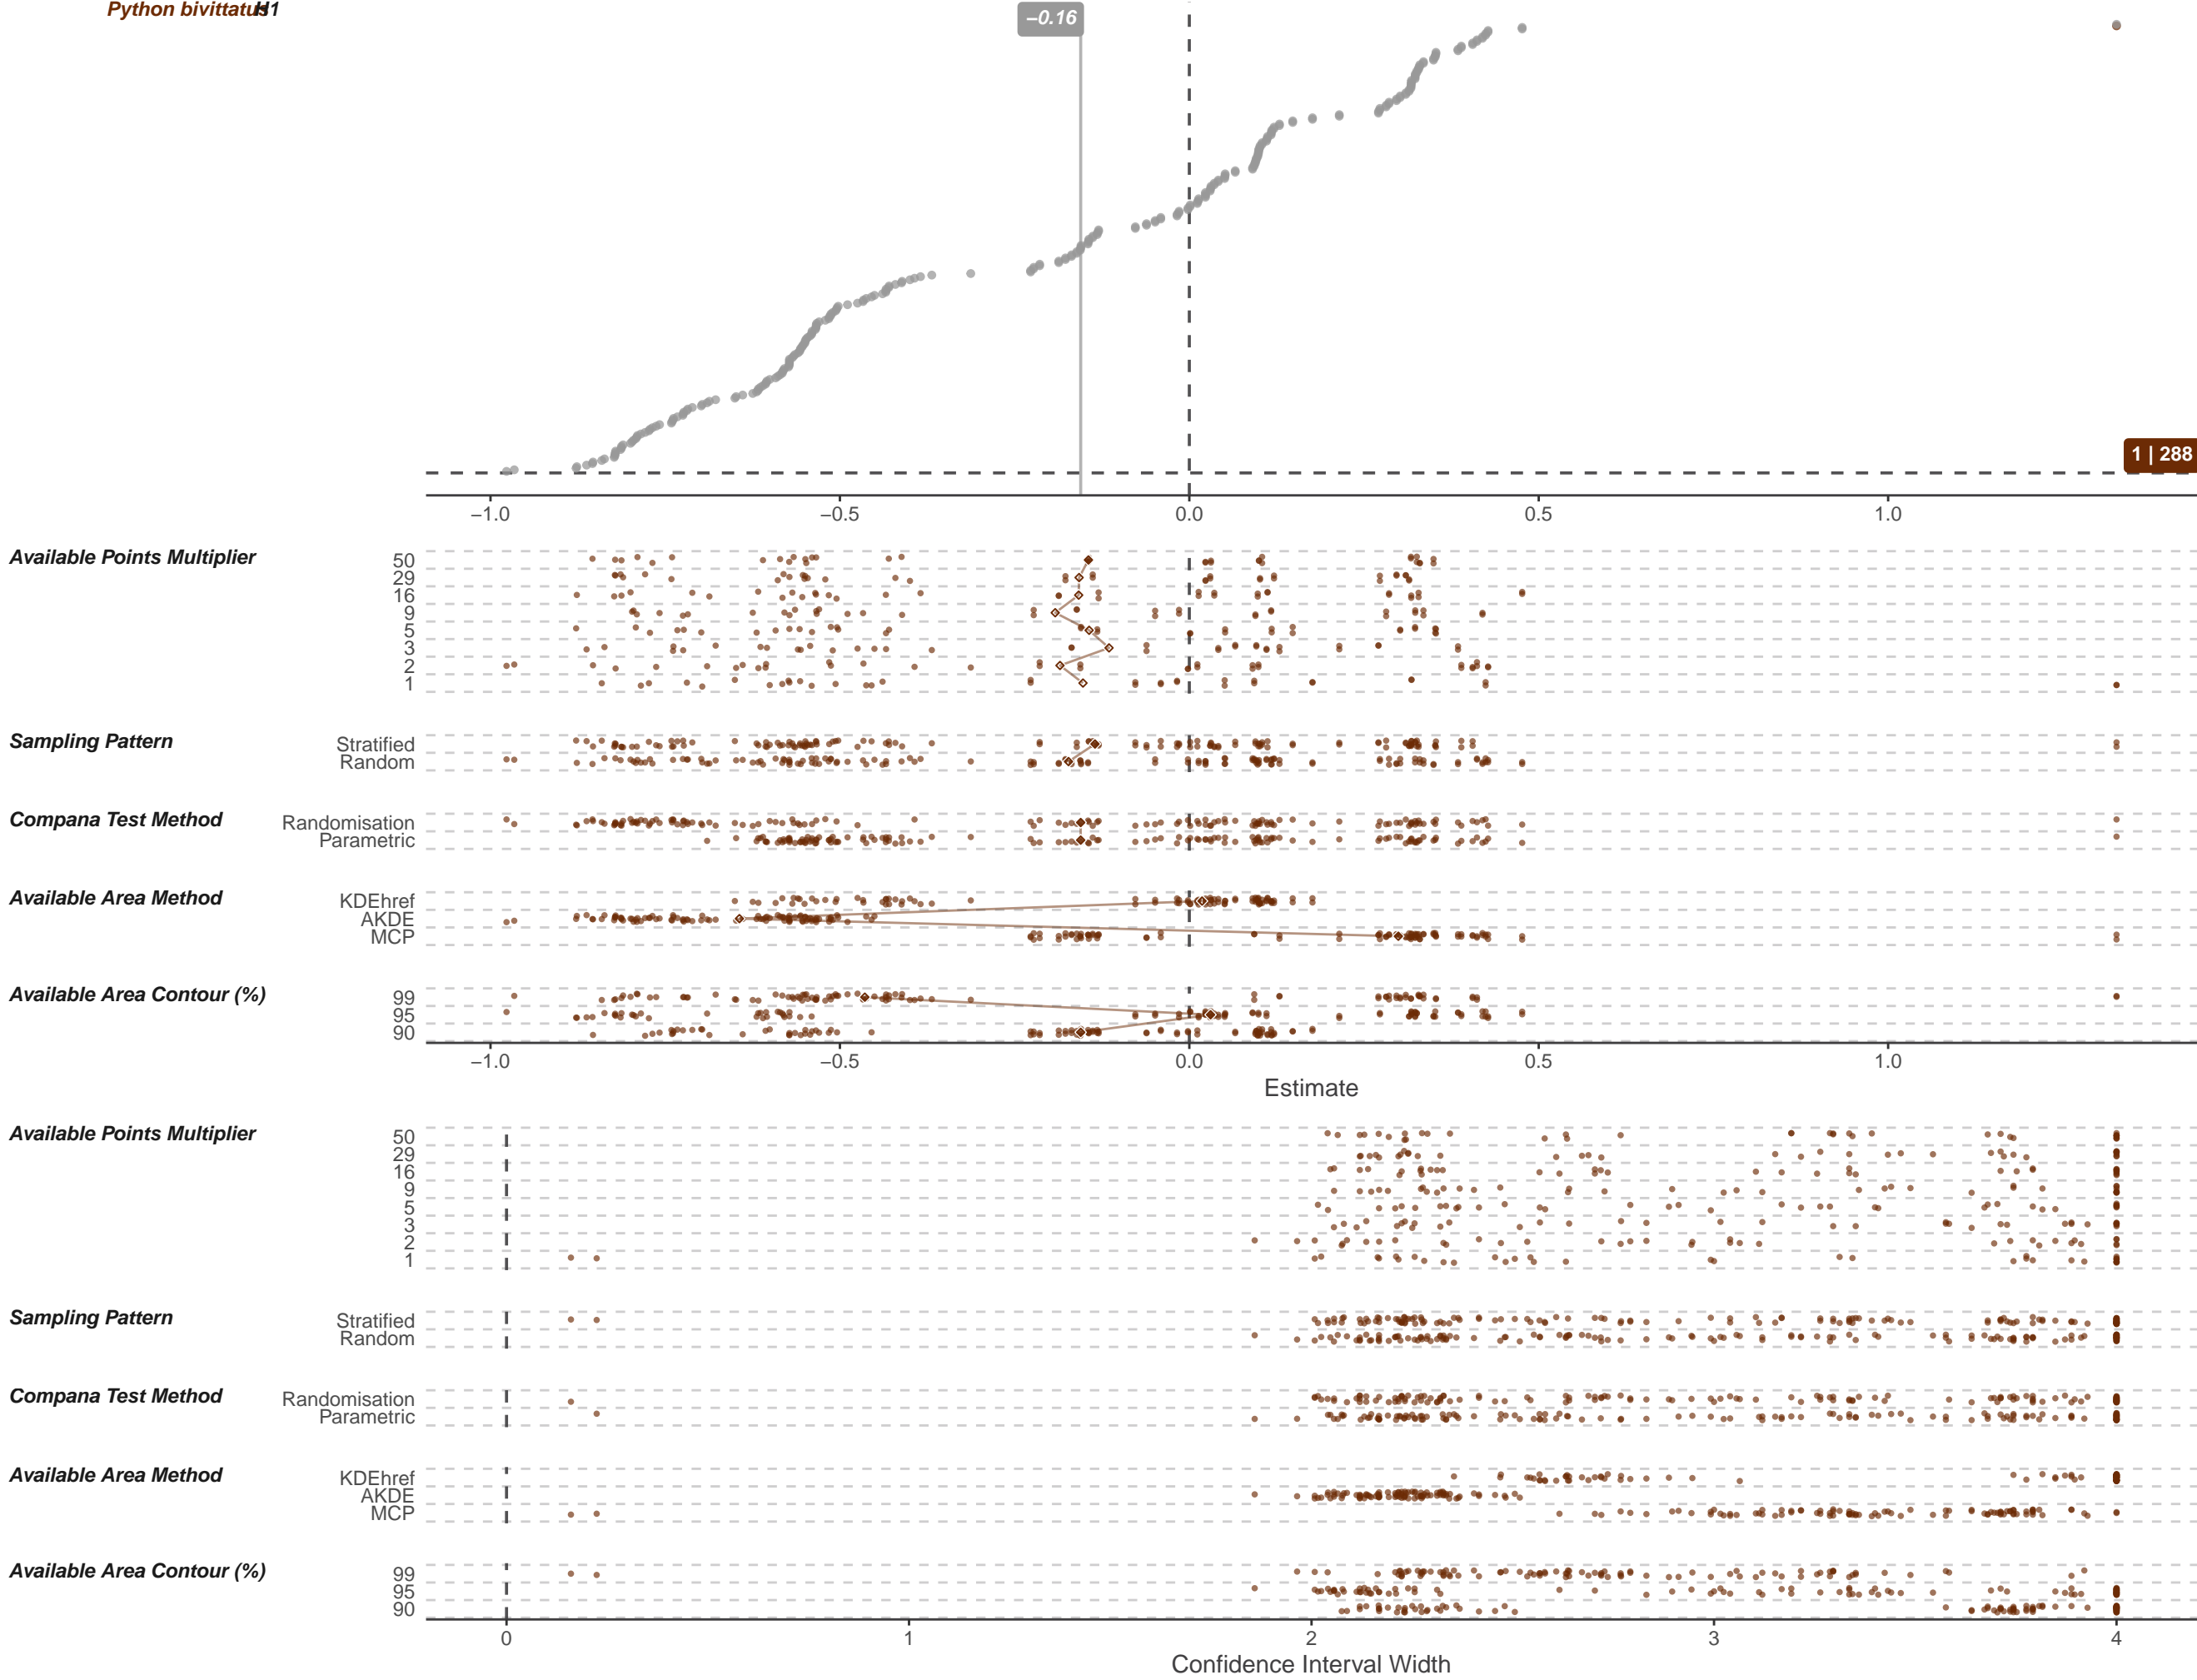 Python bivittatus H1
–0.16
1 | 288
–1.0 –0.5 0.0 0.5 1.0
Available Points Multiplier
50
29
16
9
5
3
2
1
Sampling Pattern
Stratified
Random
Compana Test Method
Randomisation
Parametric
Available Area Method
KDEhref
AKDE
MCP
Available Area Contour (%)
99
95
90
–1.0 –0.5 0.0 0.5 1.0
Estimate
Available Points Multiplier
50
29
16
9
5
3
2
1
Sampling Pattern
Stratified
Random
Compana Test Method
Randomisation
Parametric
Available Area Method
KDEhref
AKDE
MCP
Available Area Contour (%)
99
95
90
0 1 2 3 4
Confidence Interval Width